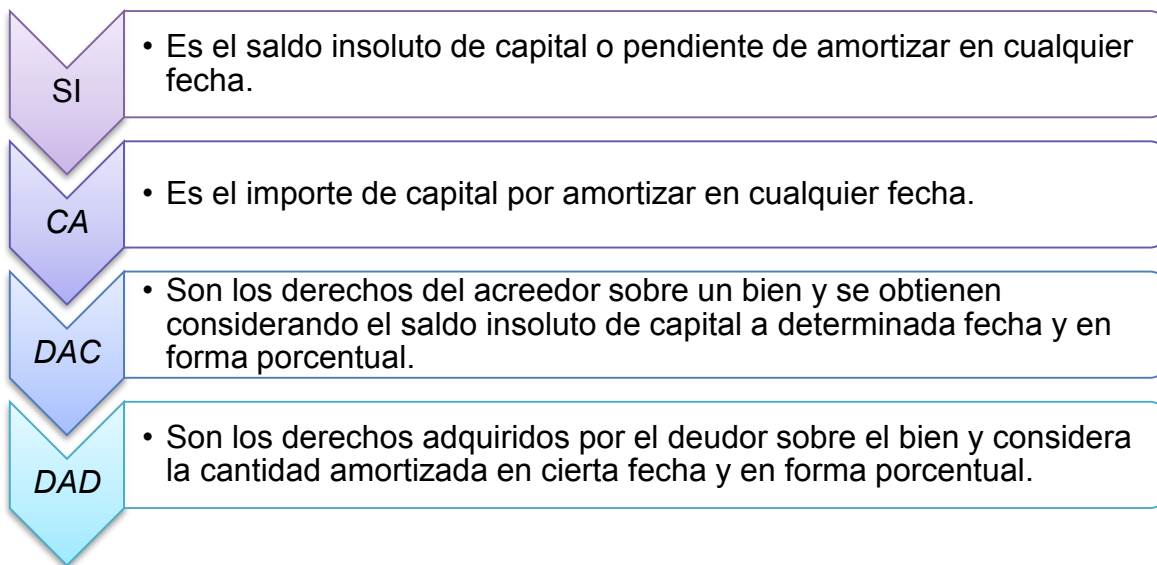 SI
• Es el saldo insoluto de capital o pendiente de amortizar en cualquier
fecha.
CA
• Es el importe de capital por amortizar en cualquier fecha.
DAC
• Son los derechos del acreedor sobre un bien y se obtienen
considerando el saldo insoluto de capital a determinada fecha y en
forma porcentual.
DAD
• Son los derechos adquiridos por el deudor sobre el bien y considera
la cantidad amortizada en cierta fecha y en forma porcentual.